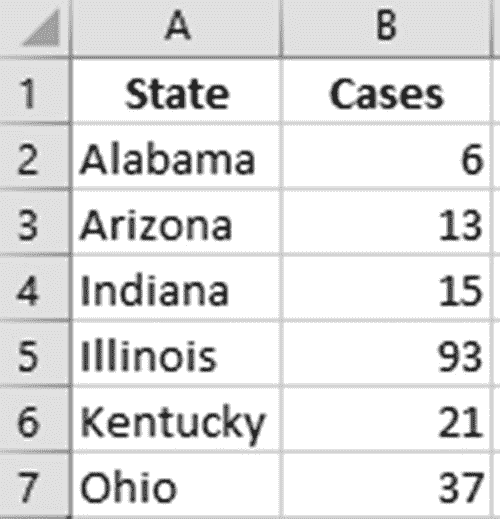 A B
1 State Cases
2 Alabama 6
3 Arizona 13
4 Indiana 15
5 Illinois 93
6 Kentucky 21
7 Ohio 37